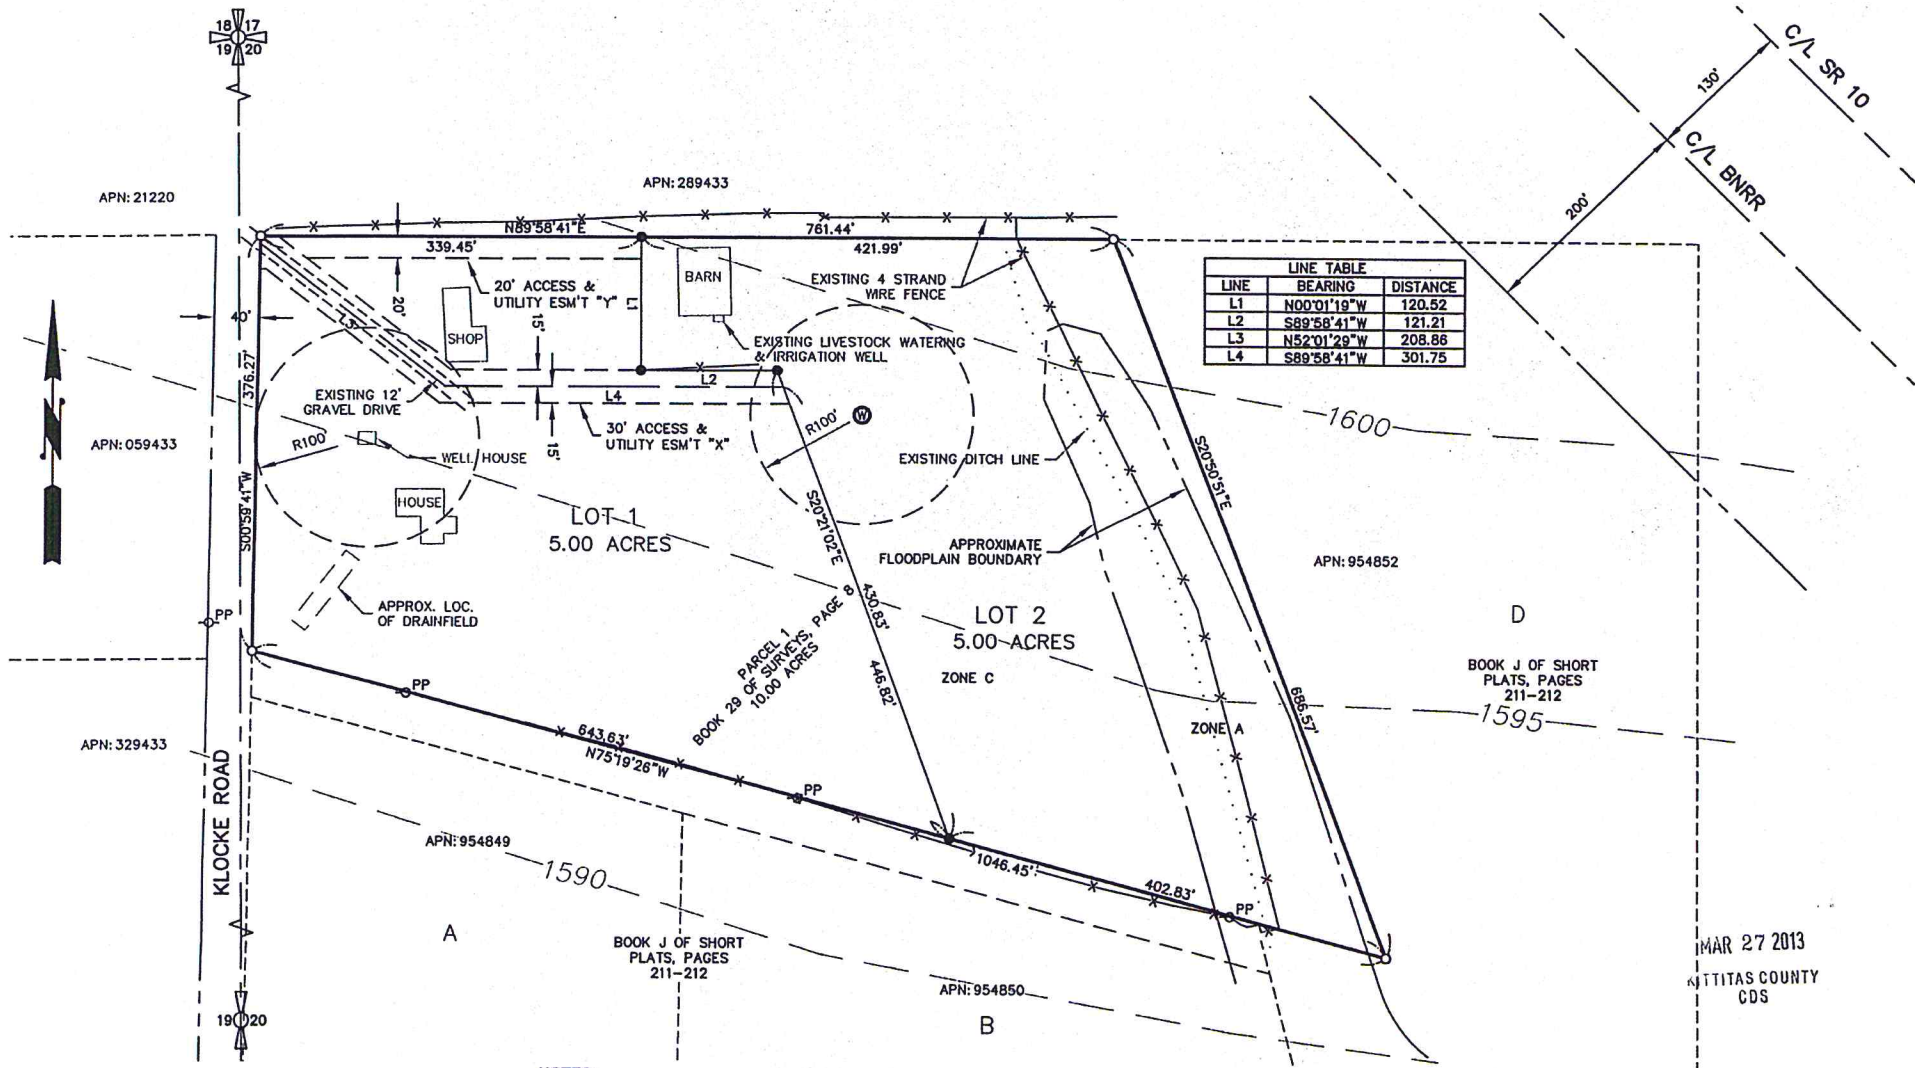 18 17
19 20
C/L SR 10
130'
C/L BNRR
200'
APN: 21220
APN: 289433
N89°58'41"E
761.44'
339.45'
421.99'
20' ACCESS &
UTILITY ESM'T "Y"
20'
L1
BARN
EXISTING 4 STRAND
WIRE FENCE
LINE TABLE
LINE BEARING DISTANCE
L1 N00°01'19"W 120.52
L2 S89°58'41"W 121.21
L3 N52°01'29"W 208.86
L4 S89°58'41"W 301.75
40'
L3
SHOP
15'
EXISTING LIVESTOCK WATERING
& IRRIGATION WELL
376.27'
L2
EXISTING 12'
GRAVEL DRIVE
L4
N
1600
R100'
W
APN: 059433
R100'
30' ACCESS &
UTILITY ESM'T "X"
15'
WELL HOUSE
EXISTING DITCH LINE
S20°50'51"E
S00°59'41"W
HOUSE
LOT 1
5.00 ACRES
S20°21'02"E
APPROXIMATE
FLOODPLAIN BOUNDARY
APN: 954852
430.83'
APPROX. LOC.
OF DRAINFIELD
PP
LOT 2
5.00 ACRES
D
PARCEL 1
BOOK 29 OF SURVEYS, PAGE 8
10.00 ACRES
446.82'
ZONE C
BOOK J OF SHORT
PLATS, PAGES
211-212
PP
686.57'
1595
ZONE A
APN: 329433
643.63'
N75°19'26"W
PP
KLOCKE ROAD
APN: 954849
1590
1046.45'
402.83'
PP
A
BOOK J OF SHORT
PLATS, PAGES
211-212
MAR 27 2013
KITTITAS COUNTY
CDS
APN: 954850
B
19 20